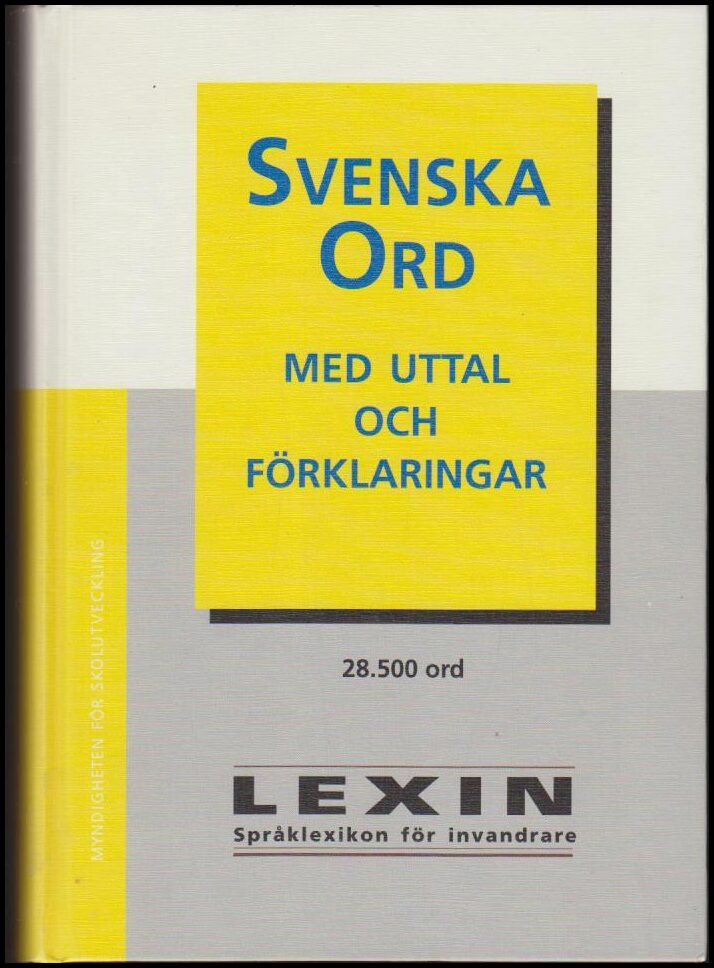 SVENSKA
ORD
MED UTTAL
OCH
FÖRKLARINGAR
28.500 ord
LEXIN
Språklexikon för invandrare
MYNDIGHETEN FÖR SKOLUTVECKLING